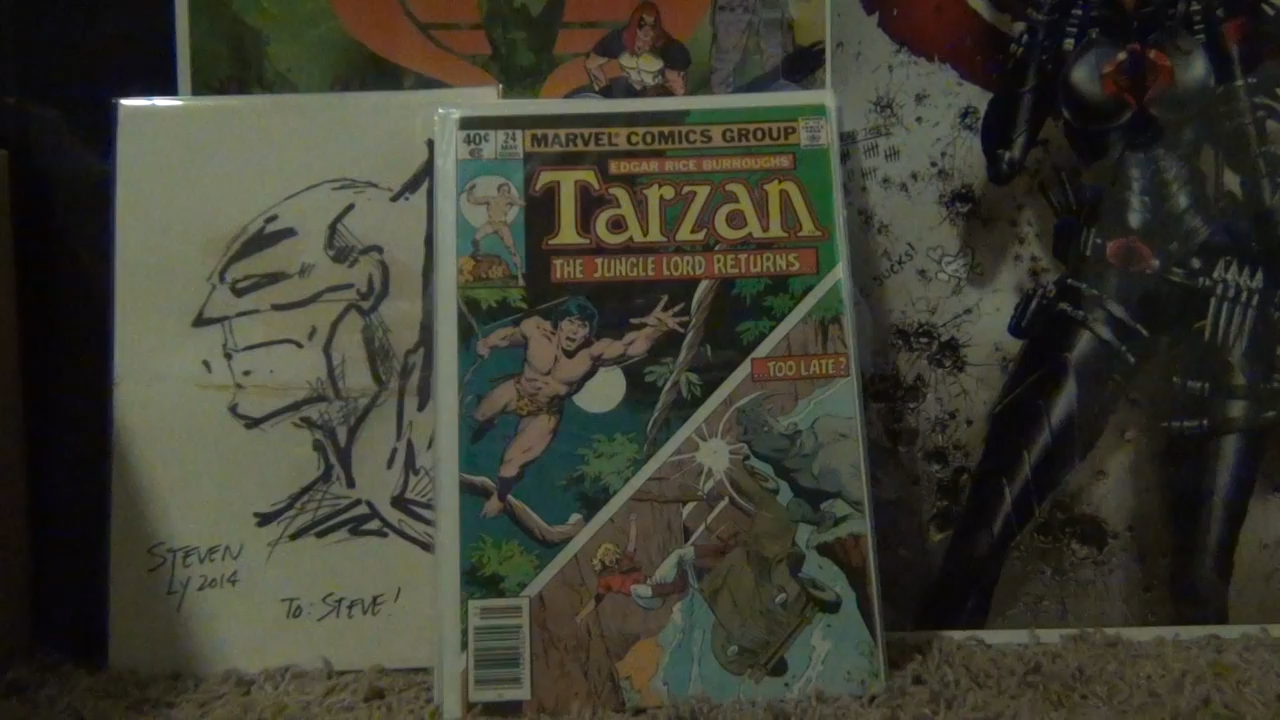 40¢
24
MAY
MARVEL COMICS GROUP
EDGAR RICE BURROUGHS'
TARZAN
THE JUNGLE LORD RETURNS
...TOO LATE?
SUCKS!
STEVEN
LY 2014
TO: STEVE!